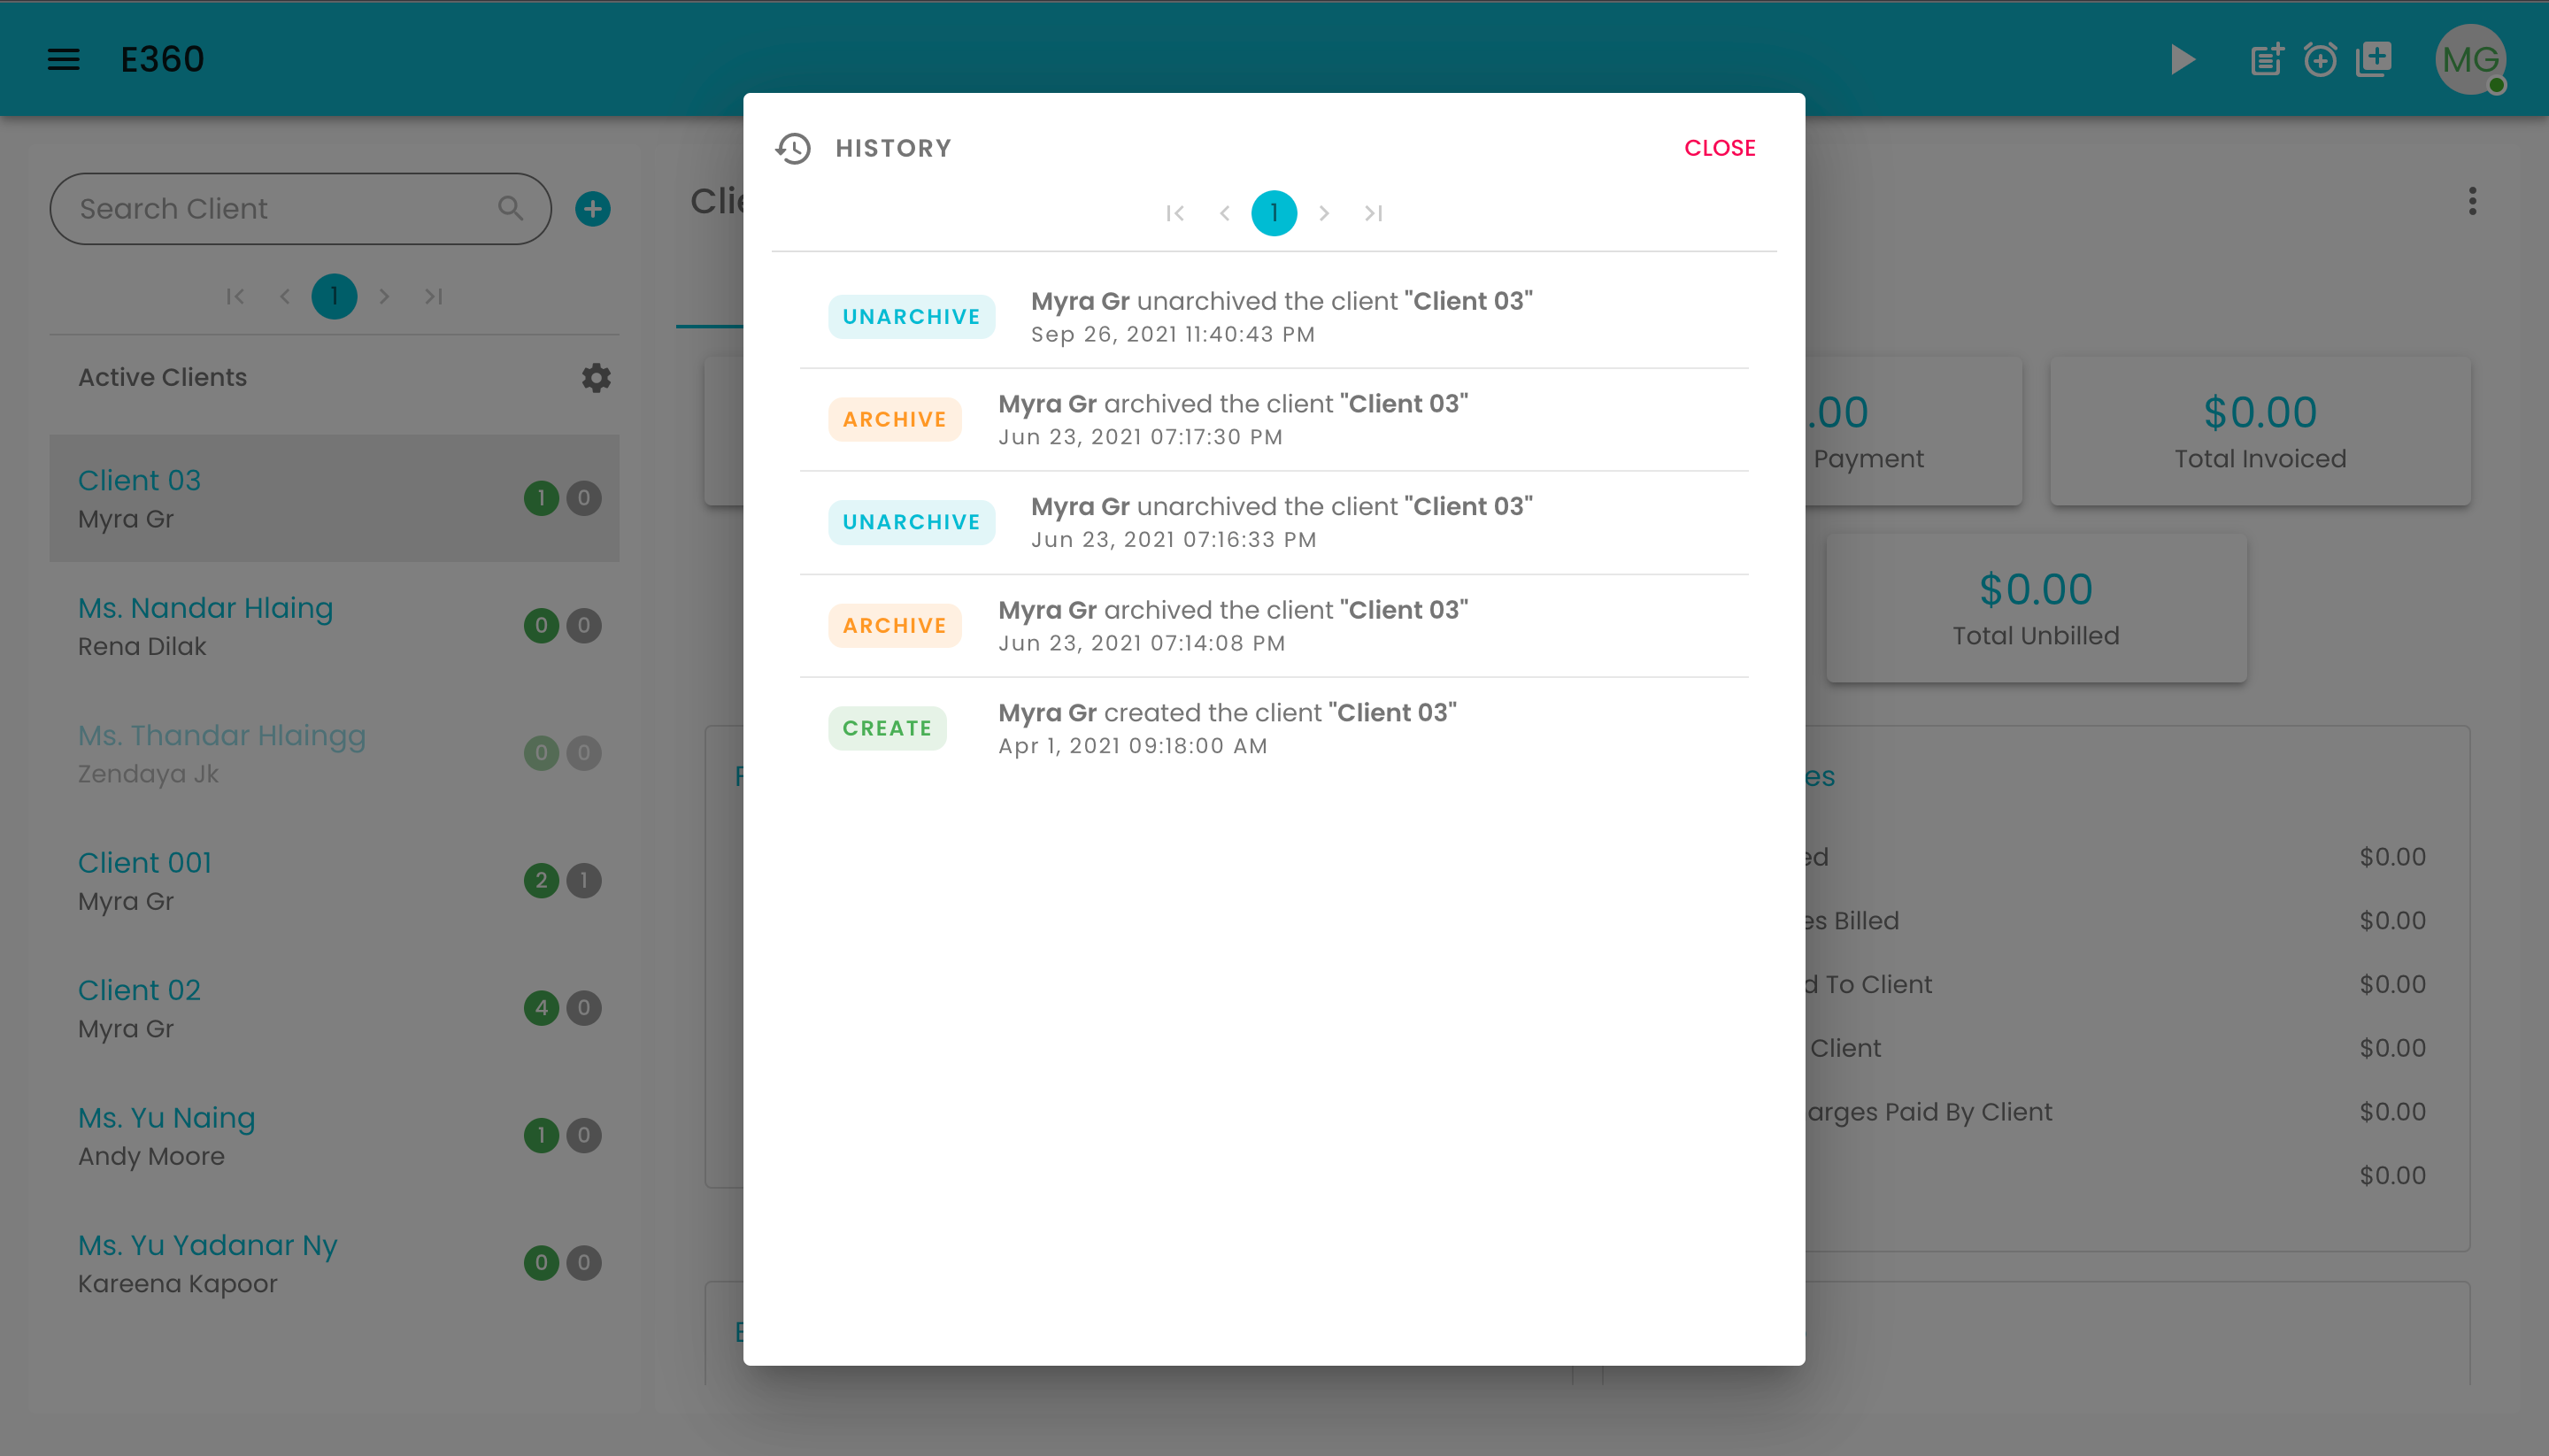 E360
MG
Search Client
1
Active Clients
Client 03
Myra Gr
1 0
Ms. Nandar Hlaing
Rena Dilak
0 0
Ms. Thandar Hlaingg
Zendaya Jk
0 0
Client 001
Myra Gr
2 1
Client 02
Myra Gr
4 0
Ms. Yu Naing
Andy Moore
1 0
Ms. Yu Yadanar Ny
Kareena Kapoor
0 0
HISTORY
CLOSE
1
UNARCHIVE
Myra Gr unarchived the client "Client 03"
Sep 26, 2021 11:40:43 PM
ARCHIVE
Myra Gr archived the client "Client 03"
Jun 23, 2021 07:17:30 PM
UNARCHIVE
Myra Gr unarchived the client "Client 03"
Jun 23, 2021 07:16:33 PM
ARCHIVE
Myra Gr archived the client "Client 03"
Jun 23, 2021 07:14:08 PM
CREATE
Myra Gr created the client "Client 03"
Apr 1, 2021 09:18:00 AM
.00
Payment
$0.00
Total Invoiced
$0.00
Total Unbilled
$0.00
Billed
$0.00
To Client
$0.00
Client
$0.00
Paid By Client
$0.00
$0.00